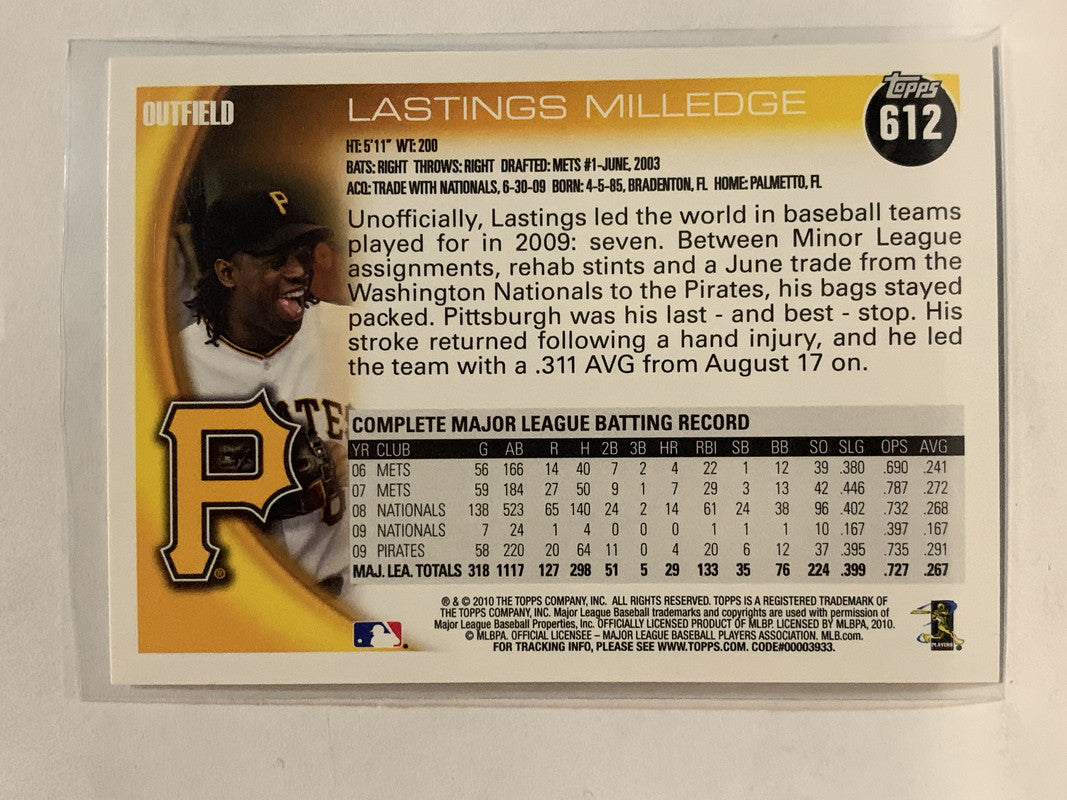 OUTFIELD
LASTINGS MILLEDGE
Topps
612
HT: 5'11" WT: 200
BATS: RIGHT THROWS: RIGHT DRAFTED: METS #1-JUNE, 2003
ACQ: TRADE WITH NATIONALS, 6-30-09 BORN: 4-5-85, BRADENTON, FL HOME: PALMETTO, FL
Unofficially, Lastings led the world in baseball teams
played for in 2009: seven. Between Minor League
assignments, rehab stints and a June trade from the
Washington Nationals to the Pirates, his bags stayed
packed. Pittsburgh was his last - and best - stop. His
stroke returned following a hand injury, and he led
the team with a .311 AVG from August 17 on.
P
TES
P
®
COMPLETE MAJOR LEAGUE BATTING RECORD
YR CLUB G AB R H 2B 3B HR RBI SB BB SO SLG OPS AVG
06 METS 56 166 14 40 7 2 4 22 1 12 39 .380 .690 .241
07 METS 59 184 27 50 9 1 7 29 3 13 42 .446 .787 .272
08 NATIONALS 138 523 65 140 24 2 14 61 24 38 96 .402 .732 .268
09 NATIONALS 7 24 1 4 0 0 0 1 1 1 10 .167 .397 .167
09 PIRATES 58 220 20 64 11 0 4 20 6 12 37 .395 .735 .291
MAJ. LEA. TOTALS 318 1117 127 298 51 5 29 133 35 76 224 .399 .727 .267
® & © 2010 THE TOPPS COMPANY, INC. ALL RIGHTS RESERVED. TOPPS IS A REGISTERED TRADEMARK OF
THE TOPPS COMPANY, INC. Major League Baseball trademarks and copyrights are used with permission of
Major League Baseball Properties, Inc. OFFICIALLY LICENSED PRODUCT OF MLBP. LICENSED BY MLBPA, 2010.
© MLBPA. OFFICIAL LICENSEE – MAJOR LEAGUE BASEBALL PLAYERS ASSOCIATION. MLB.com.
FOR TRACKING INFO, PLEASE SEE WWW.TOPPS.COM. CODE#00003933.
PLAYERS